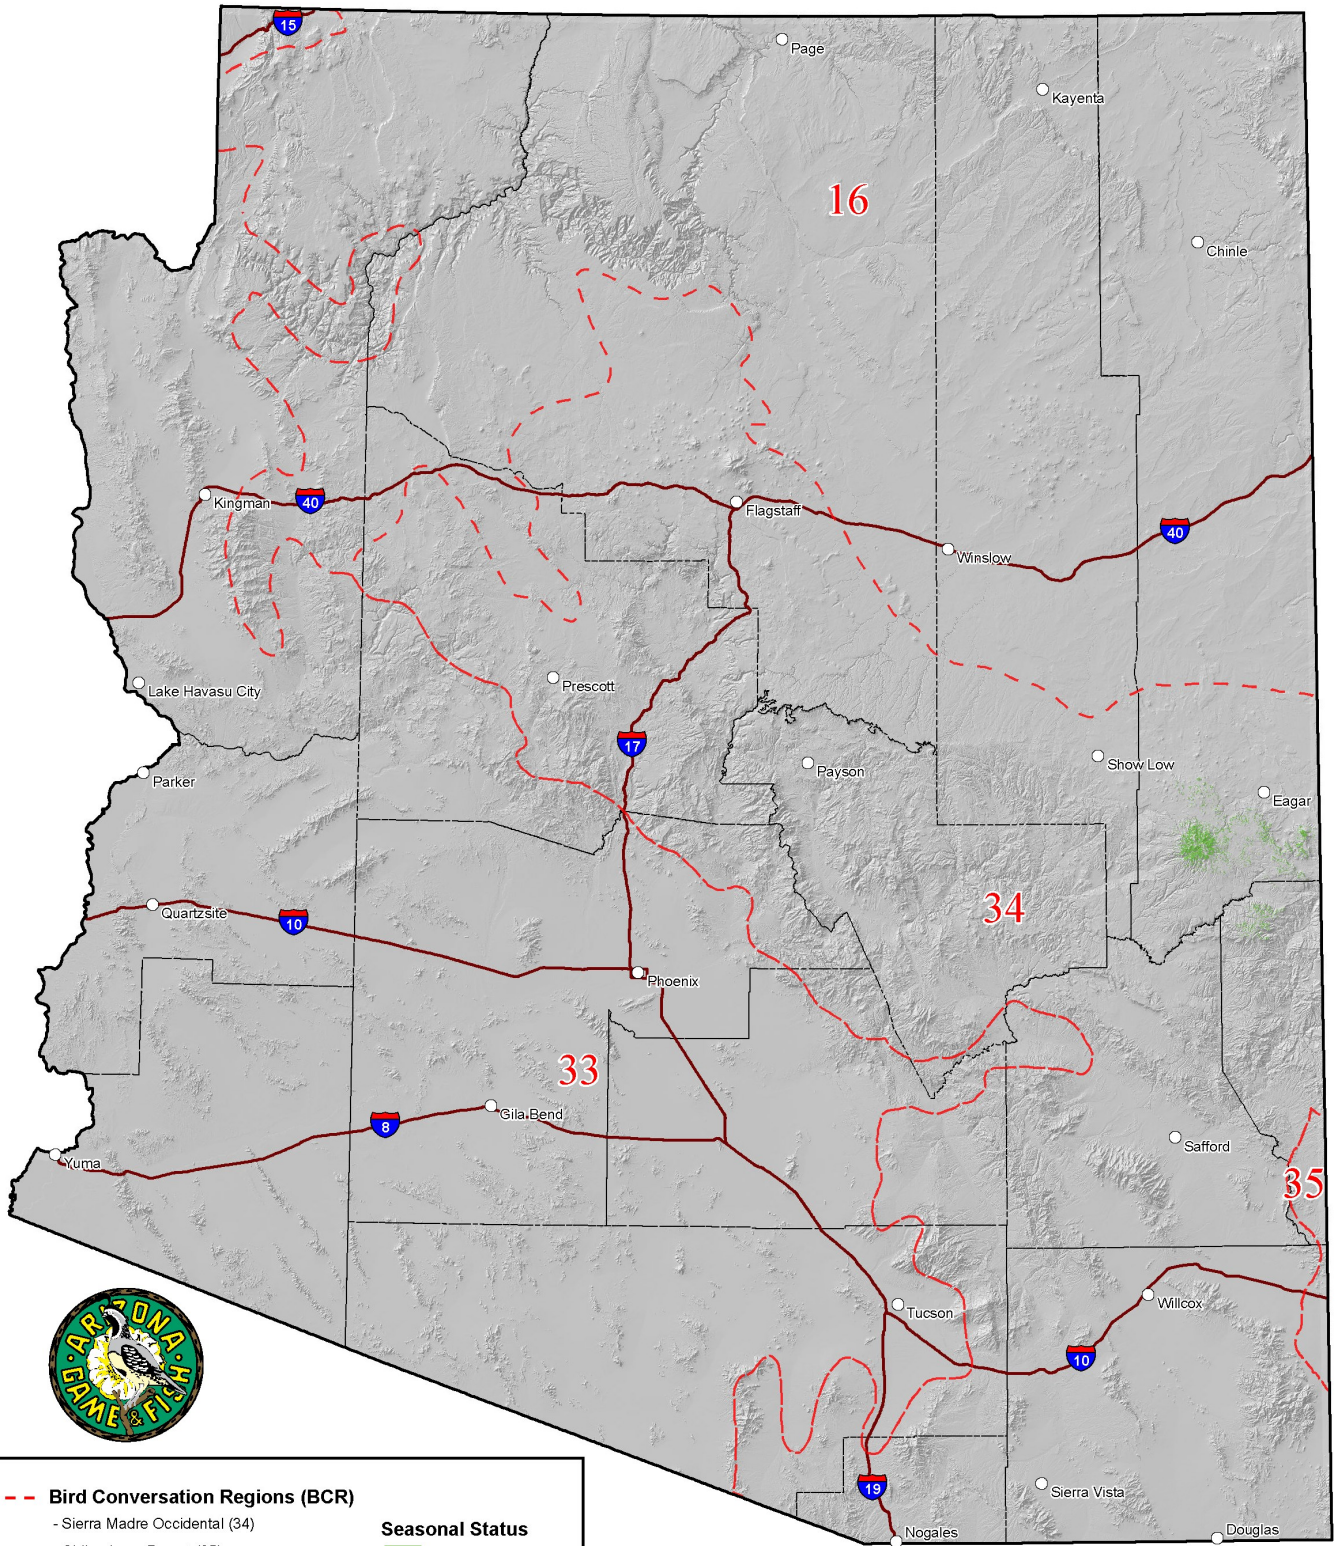 15
Page
Kayenta
16
Chinle
Kingman
40
Flagstaff
40
Winslow
Lake Havasu City
Prescott
17
Parker
Payson
Show Low
Eagar
Quartzsite
10
34
Phoenix
33
Gila Bend
8
Safford
Yuma
35
Willcox
Tucson
10
ARIZONA
GAME & FISH
19
Sierra Vista
Nogales
Douglas
Bird Conversation Regions (BCR)
- Sierra Madre Occidental (34)
Seasonal Status